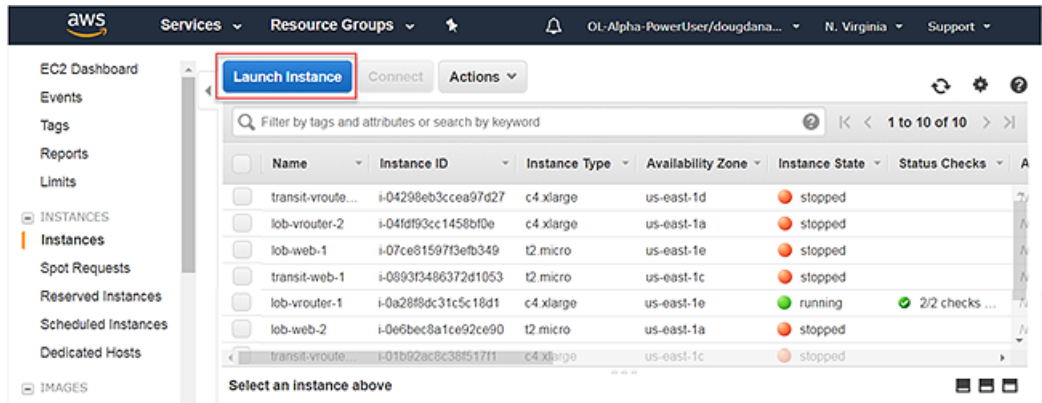 aws Services Resource Groups OL-Alpha-PowerUser/dougdana... N. Virginia Support
EC2 Dashboard
Events
Tags
Reports
Limits
INSTANCES
Instances
Spot Requests
Reserved Instances
Scheduled Instances
Dedicated Hosts
IMAGES
Launch Instance Connect Actions
Filter by tags and attributes or search by keyword 1 to 10 of 10
Name Instance ID Instance Type Availability Zone Instance State Status Checks A
transit-vroute... i-04298eb3ccea97d27 c4.xlarge us-east-1d stopped
lob-vrouter-2 i-04fdf93cc1458bf0e c4.xlarge us-east-1a stopped
lob-web-1 i-07ce81597f3efb349 t2.micro us-east-1e stopped
transit-web-1 i-0893f3486372d1053 t2.micro us-east-1c stopped
lob-vrouter-1 i-0a28f8dc31c5c18d1 c4.xlarge us-east-1e running 2/2 checks ...
lob-web-2 i-0e6bec8a1ce92ce90 t2.micro us-east-1a stopped
transit-vroute... i-01b92ac8c38f517f1 c4.xlarge us-east-1c stopped
Select an instance above